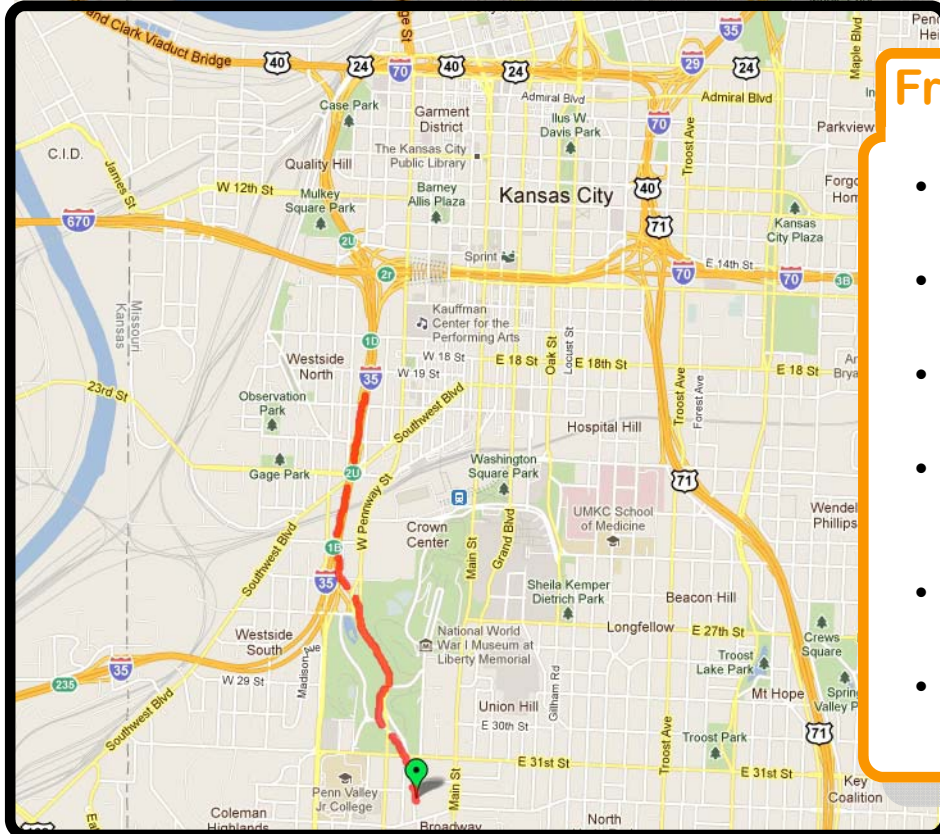 and Clark Viaduct Bridge
40
24
70
40
24
29
35
24
Maple Blvd
Admiral Blvd
Admiral Blvd
Case Park
Garment
District
Ilus W.
Davis Park
70
Troost Ave
Parkview
C.I.D.
James St
Quality Hill
The Kansas City
Public Library
W 12th St
Mulkey
Square Park
Barney
Allis Plaza
Kansas City
40
71
Kansas
City Plaza
670
2U
2r
Sprint
E 14th St
70
70
3B
Missouri
Kansas
Kauffman
Center for the
Performing Arts
1D
W 18 St
E 18 St
Oak St
Locust St
E 18th St
E 18 St
Westside
North
35
W 19 St
23rd St
Observation
Park
Southwest Blvd
Troost Ave
Forest Ave
Hospital Hill
Gage Park
2U
W Pennway St
Washington
Square Park
71
UMKC School
of Medicine
Crown
Center
Main St
Grand Blvd
Southwest Blvd
35
Sheila Kemper
Dietrich Park
Beacon Hill
Westside
South
National World
War I Museum at
Liberty Memorial
Longfellow
E 27th St
Crews
Square
Troost
Lake Park
235
35
W 29 St
Madison Ave
Southwest Blvd
Union Hill
Gilham Rd
E 30th St
Mt Hope
71
Troost Park
Troost Ave
E 31st St
E 31st St
Main St
Penn Valley
Jr College
Key
Coalition
Coleman
Highlands
Broadway
North
Fr
•
•
•
•
•
•